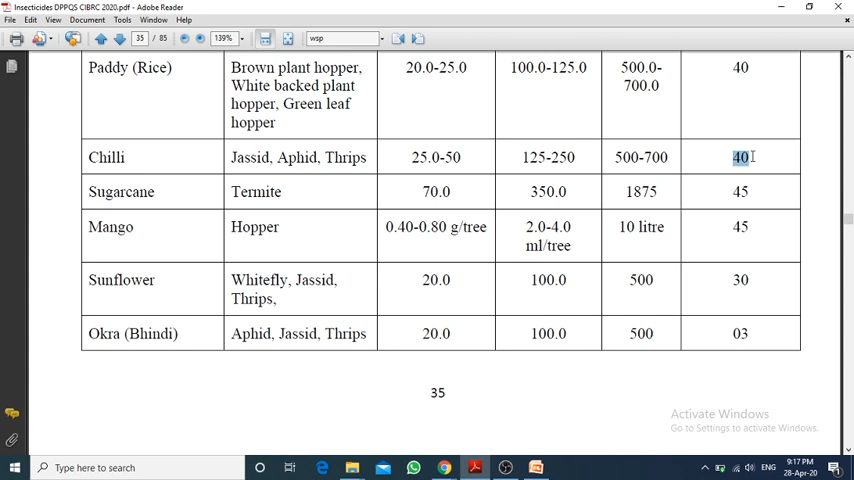 Insecticides DPPQS CIBRC 2020.pdf - Adobe Reader
File Edit View Document Tools Window Help
35 / 85 139% wsp
Paddy (Rice) Brown plant hopper, 20.0-25.0 100.0-125.0 500.0- 40
White backed plant 700.0
hopper, Green leaf
hopper
Chilli Jassid, Aphid, Thrips 25.0-50 125-250 500-700 40
Sugarcane Termite 70.0 350.0 1875 45
Mango Hopper 0.40-0.80 g/tree 2.0-4.0 10 litre 45
ml/tree
Sunflower Whitefly, Jassid, 20.0 100.0 500 30
Thrips,
Okra (Bhindi) Aphid, Jassid, Thrips 20.0 100.0 500 03
35
Activate Windows
Go to Settings to activate Windows.
Type here to search
ENG
9:17 PM
28-Apr-20
1